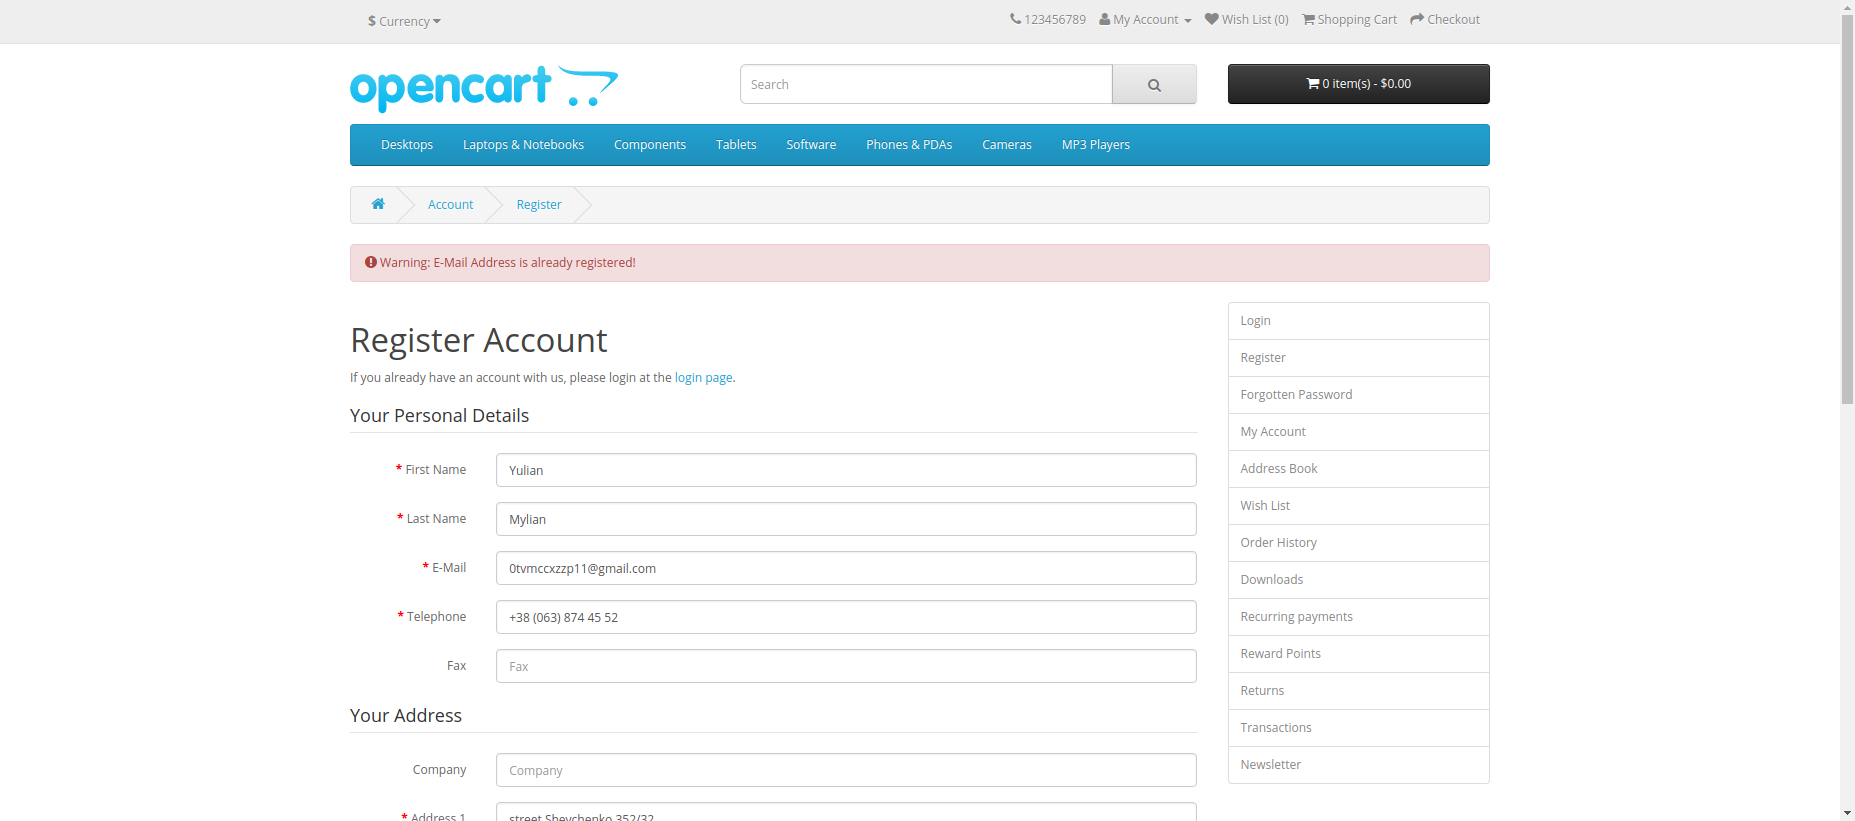 $ Currency
123456789 My Account Wish List (0) Shopping Cart Checkout
opencart
Search
0 item(s) - $0.00
Desktops Laptops & Notebooks Components Tablets Software Phones & PDAs Cameras MP3 Players
Account Register
Warning: E-Mail Address is already registered!
Register Account
If you already have an account with us, please login at the login page.
Your Personal Details
* First Name Yulian
* Last Name Mylian
* E-Mail 0tvmccxzzp11@gmail.com
* Telephone +38 (063) 874 45 52
Fax Fax
Your Address
Company Company
* Address 1 street Shevchenko 352/32
Login
Register
Forgotten Password
My Account
Address Book
Wish List
Order History
Downloads
Recurring payments
Reward Points
Returns
Transactions
Newsletter